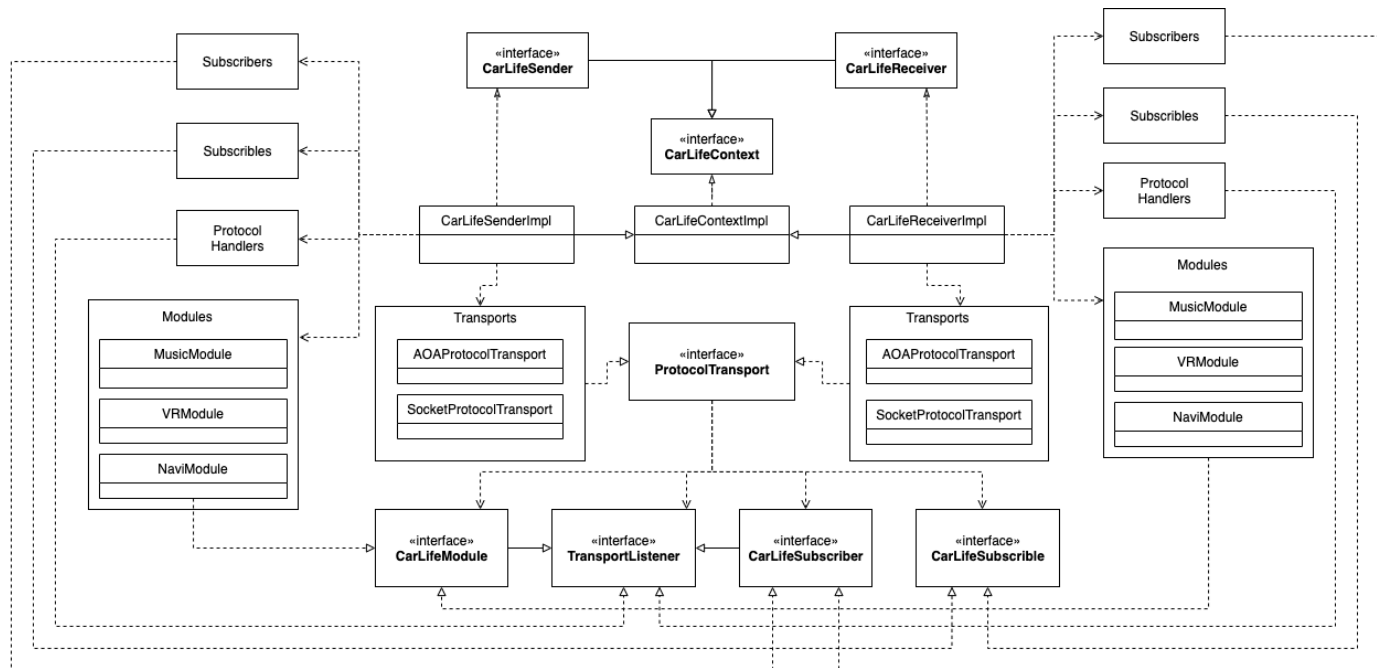 Subscribers
«interface»
CarLifeSender
«interface»
CarLifeReceiver
Subscribers
Subscribles
«interface»
CarLifeContext
Subscribles
Protocol
Handlers
CarLifeSenderImpl
CarLifeContextImpl
CarLifeReceiverImpl
Protocol
Handlers
Modules
MusicModule
VRModule
NaviModule
Transports
AOAProtocolTransport
SocketProtocolTransport
«interface»
ProtocolTransport
Transports
AOAProtocolTransport
SocketProtocolTransport
Modules
MusicModule
VRModule
NaviModule
«interface»
CarLifeModule
«interface»
TransportListener
«interface»
CarLifeSubscriber
«interface»
CarLifeSubscrible